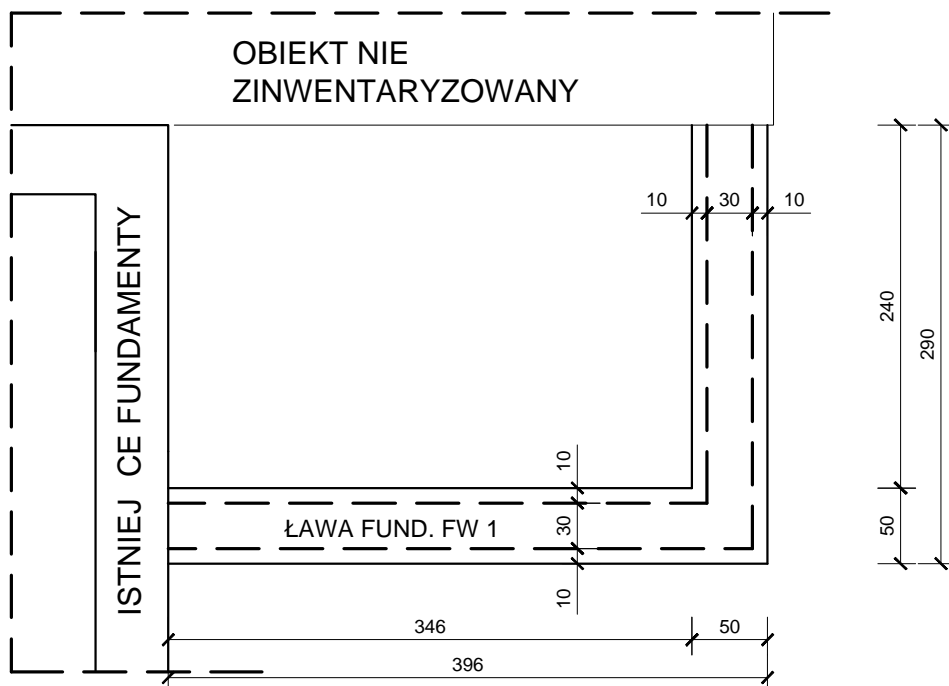 OBIEKT NIE
ZINWENTARYZOWANY
10 30 10
ISTNIEJ CE FUNDAMENTY
240
290
10
ŁAWA FUND. FW 1
30
50
10
346 50
396